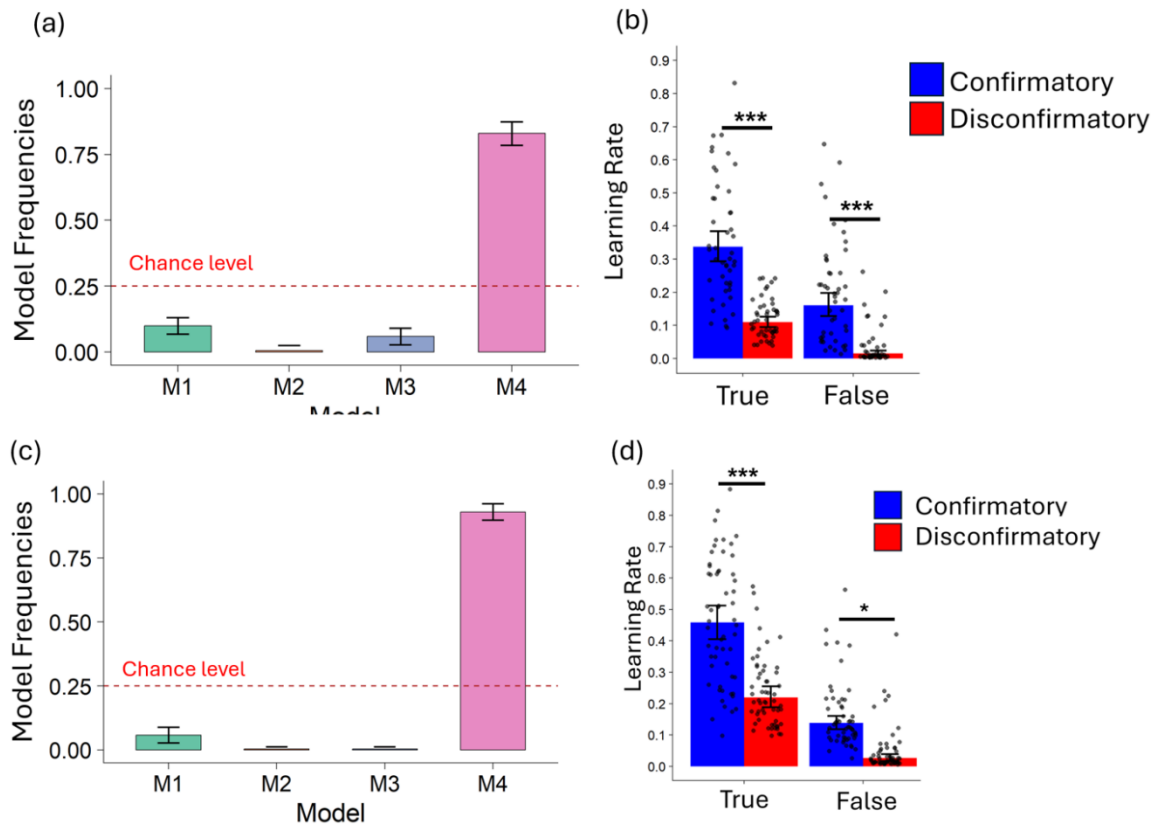 (a)
Model Frequencies
1.00
0.75
0.50
0.25
0.00
Chance level
M1 M2 M3 M4
Model
(b)
Learning Rate
0.9
0.8
0.7
0.6
0.5
0.4
0.3
0.2
0.1
0.0
***
***
True False
Confirmatory
Disconfirmatory
(c)
Model Frequencies
1.00
0.75
0.50
0.25
0.00
Chance level
M1 M2 M3 M4
Model
(d)
Learning Rate
0.9
0.8
0.7
0.6
0.5
0.4
0.3
0.2
0.1
0.0
***
*
True False
Confirmatory
Disconfirmatory